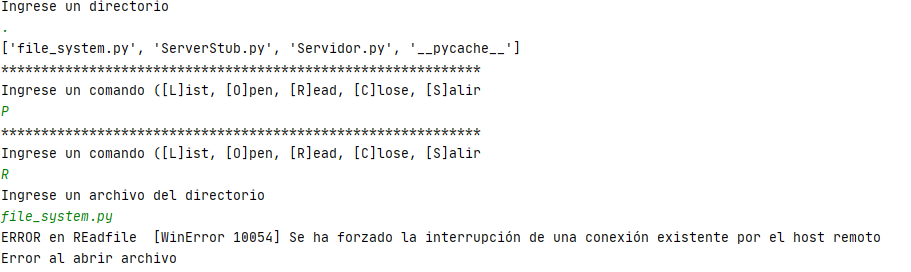 Ingrese un directorio
.
['file_system.py', 'ServerStub.py', 'Servidor.py', '__pycache__']
************************************************************
Ingrese un comando ([L]ist, [O]pen, [R]ead, [C]lose, [S]alir
P
************************************************************
Ingrese un comando ([L]ist, [O]pen, [R]ead, [C]lose, [S]alir
R
Ingrese un archivo del directorio
file_system.py
ERROR en REadfile  [WinError 10054] Se ha forzado la interrupción de una conexión existente por el host remoto
Error al abrir archivo